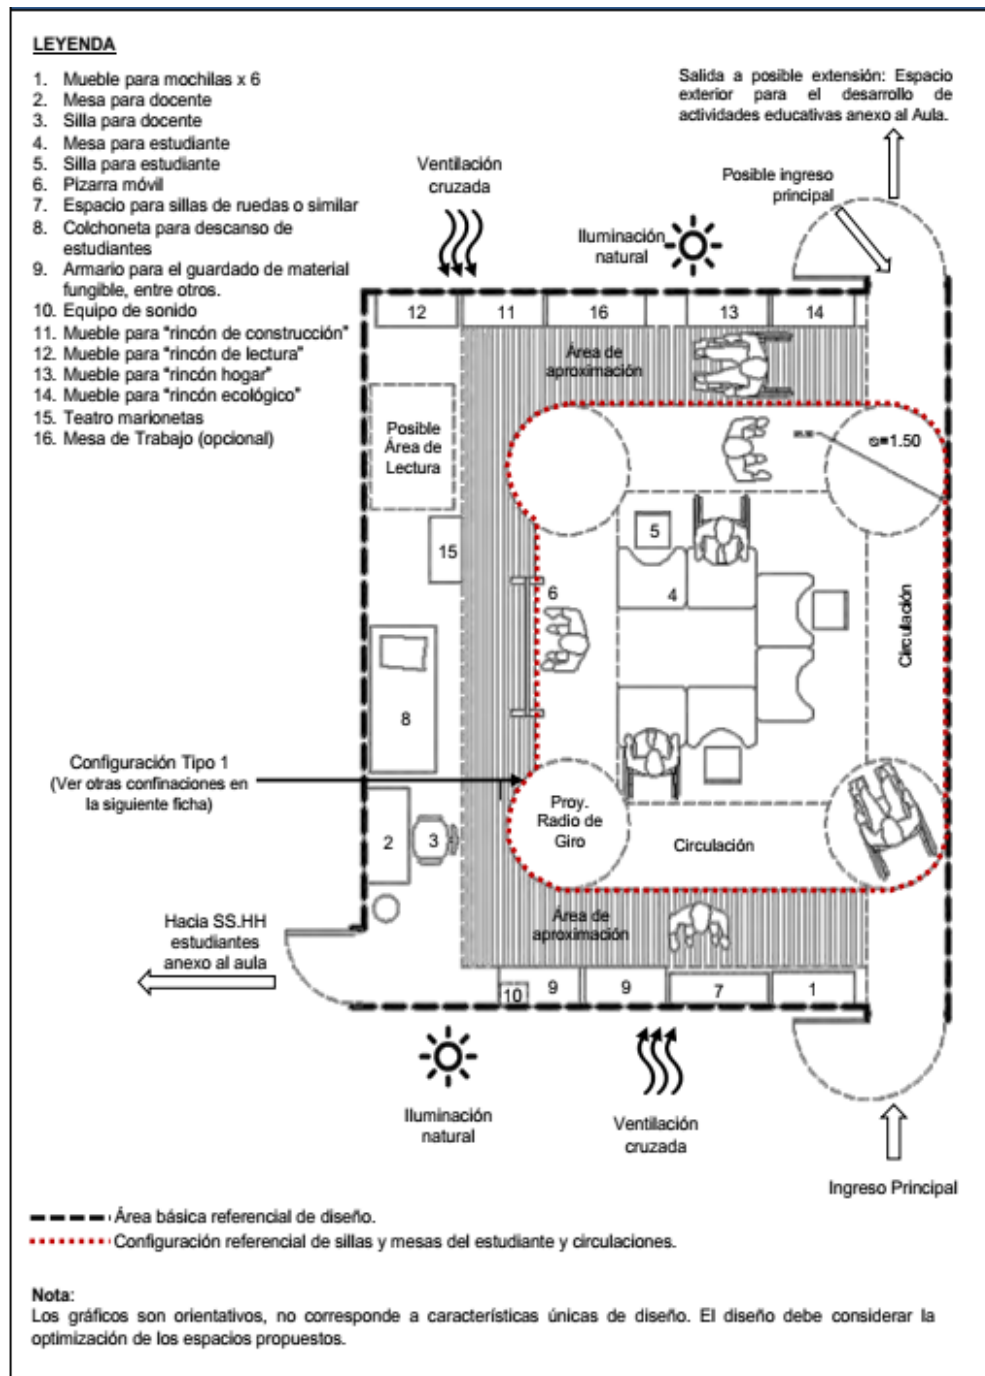 LEYENDA
1. Mueble para mochilas x 6
2. Mesa para docente
3. Silla para docente
4. Mesa para estudiante
5. Silla para estudiante
6. Pizarra móvil
7. Espacio para sillas de ruedas o similar
8. Colchoneta para descanso de
estudiantes
9. Armario para el guardado de material
fungible, entre otros.
10. Equipo de sonido
11. Mueble para "rincón de construcción"
12. Mueble para "rincón de lectura"
13. Mueble para "rincón hogar"
14. Mueble para "rincón ecológico"
15. Teatro marionetas
16. Mesa de Trabajo (opcional)
Salida a posible extensión: Espacio
exterior para el desarrollo de
actividades educativas anexo al Aula.
Ventilación
cruzada
Posible ingreso
principal
Iluminación
natural
12
11
16
13
14
Área de
aproximación
Posible
Área de
Lectura
ø=1.50
15
5
6
4
Circulación
8
Configuración Tipo 1
(Ver otras confinaciones en
la siguiente ficha)
Proy.
Radio de
Giro
2
3
Circulación
Hacia SS.HH
estudiantes
anexo al aula
Área de
aproximación
10
9
9
7
1
Iluminación
natural
Ventilación
cruzada
Ingreso Principal
Área básica referencial de diseño.
Configuración referencial de sillas y mesas del estudiante y circulaciones.
Nota:
Los gráficos son orientativos, no corresponde a características únicas de diseño. El diseño debe considerar la
optimización de los espacios propuestos.